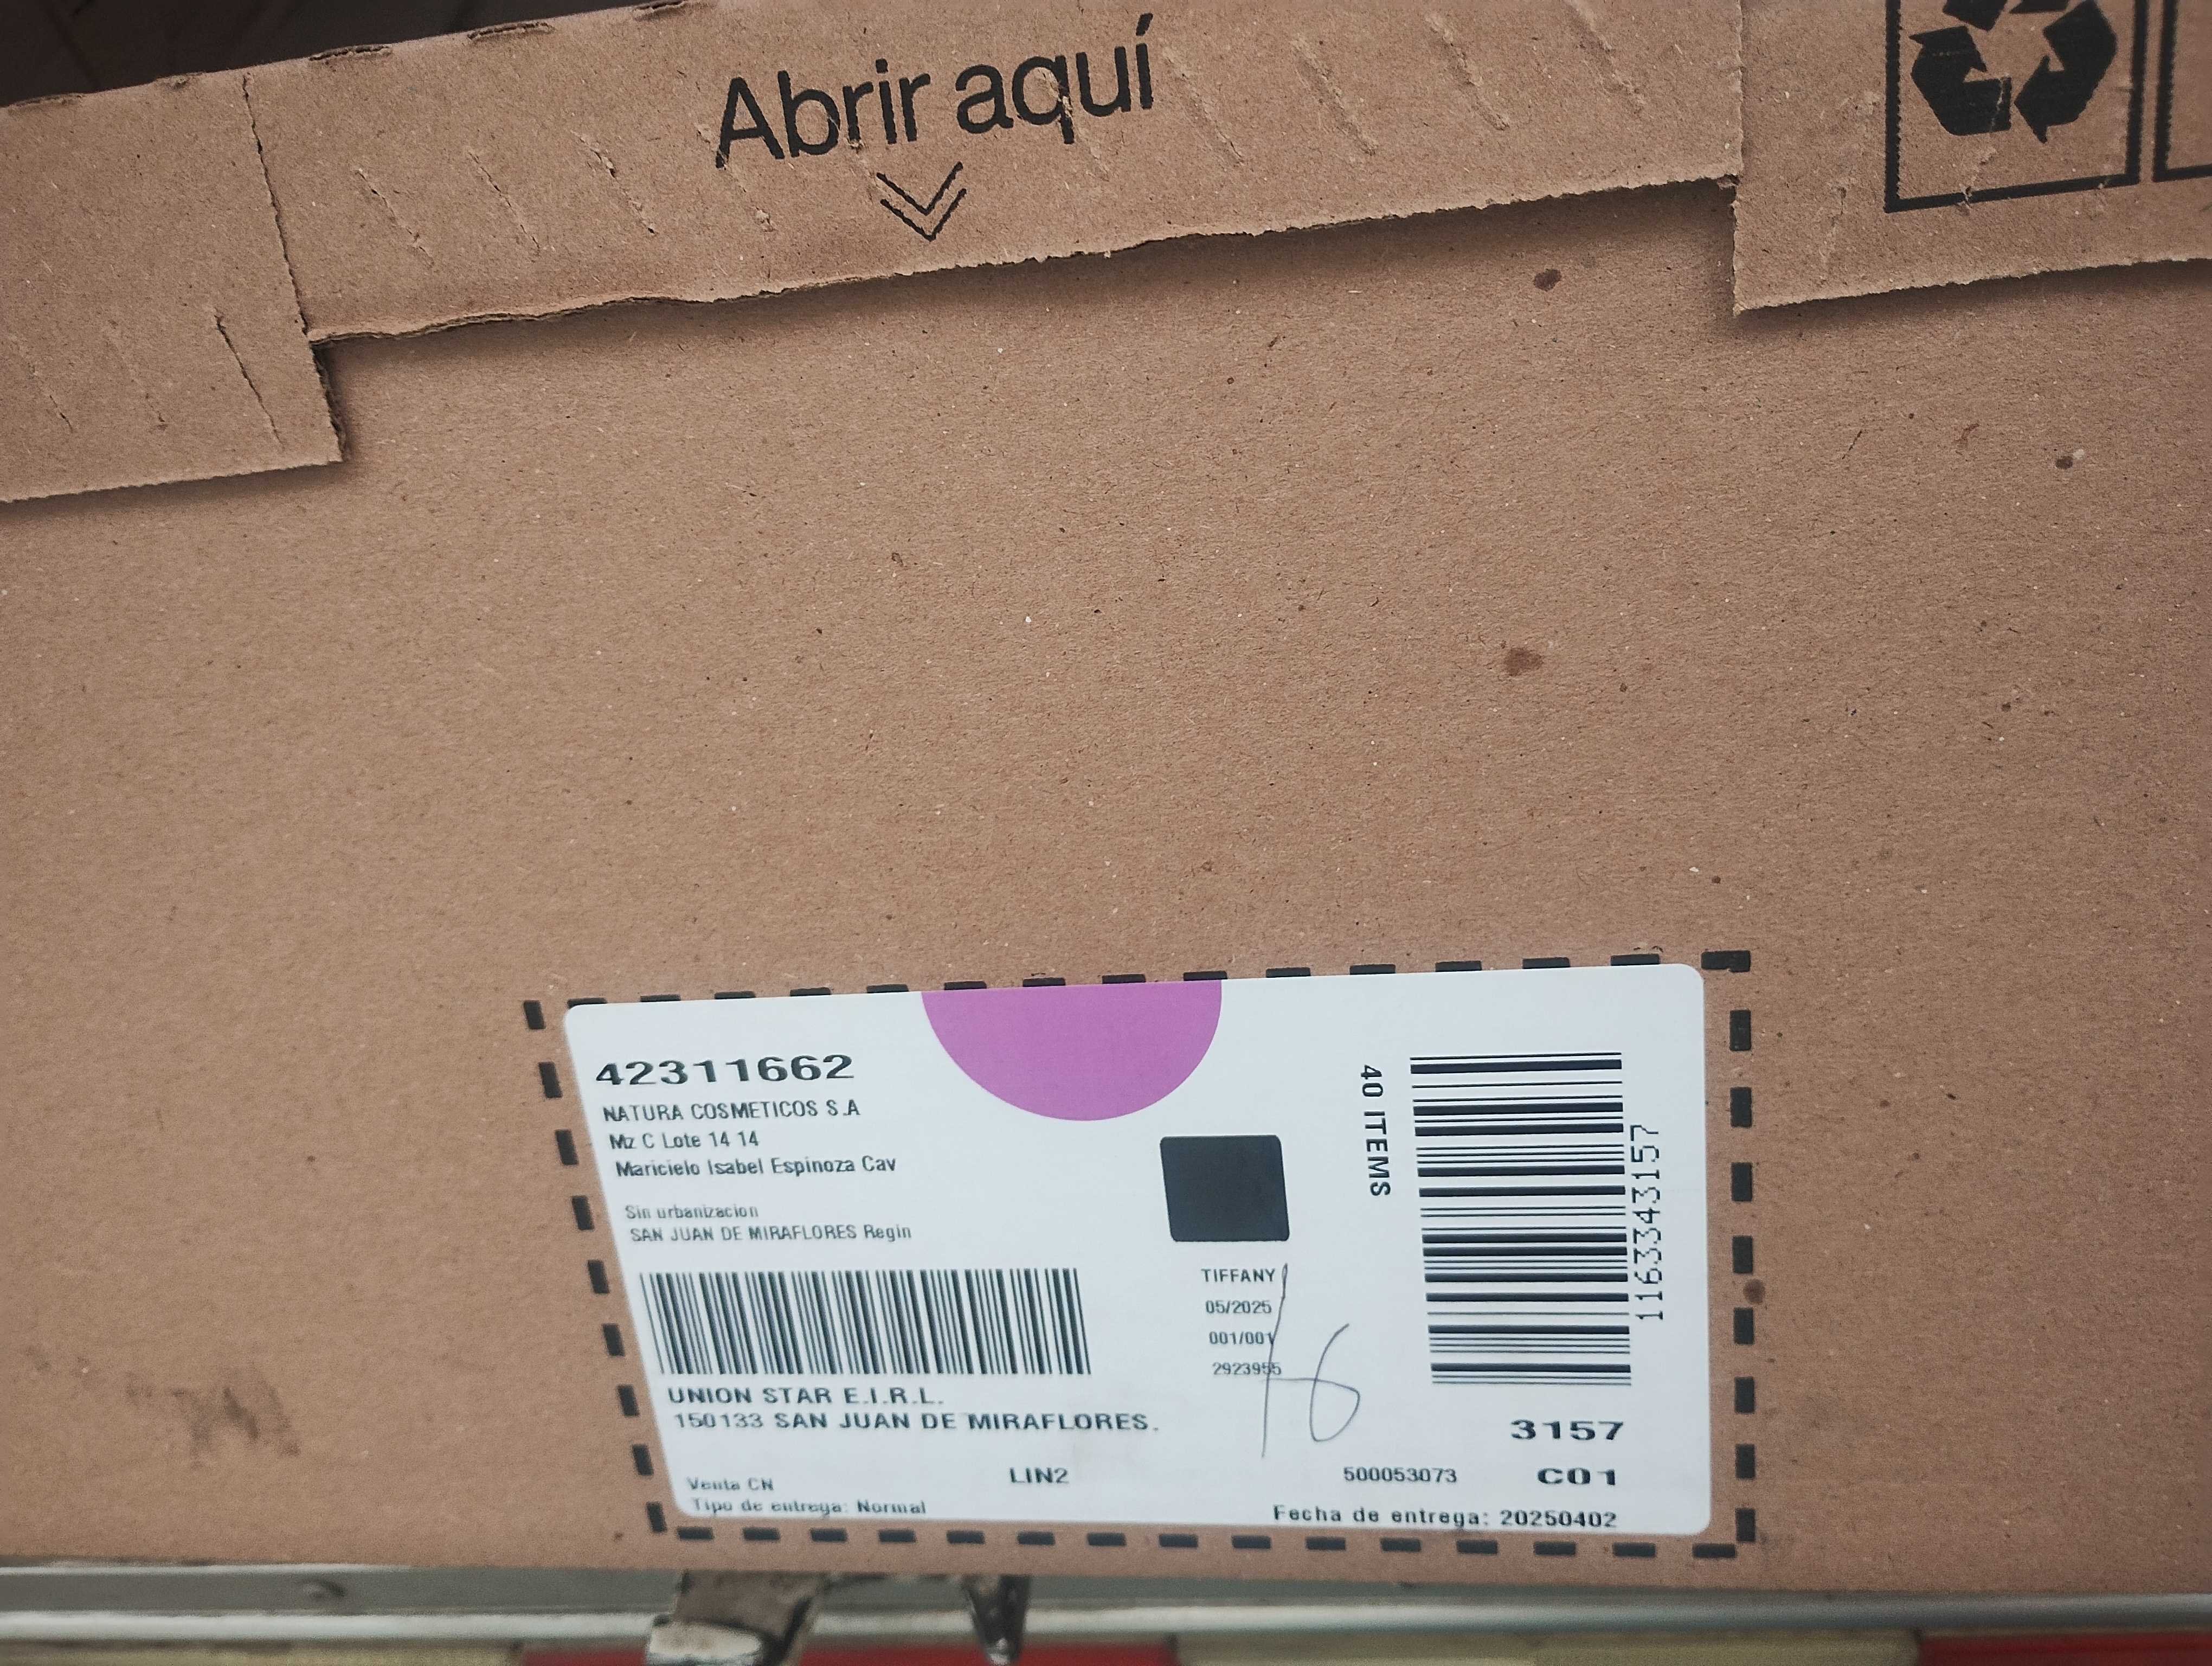 Abrir aquí
42311662
NATURA COSMETICOS S.A
Mz C Lote 14 14
Maricielo Isabel Espinoza Cav
Sin urbanizacion
SAN JUAN DE MIRAFLORES Regin
UNION STAR E.I.R.L.
150133 SAN JUAN DE MIRAFLORES.
Venta CN
LIN2
Tipo de entrega: Normal
TIFFANY
05/2025
001/001
2923955
16
40 ITEMS
1163343157
3157
500053073 C01
Fecha de entrega: 20250402